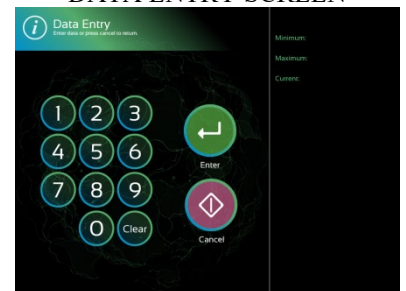 DATA ENTRY SCREEN
i
Data Entry
Enter data or press cancel to return.
Minimum:
Maximum:
Current:
1 2 3
4 5 6
Enter
7 8 9
0 Clear
Cancel